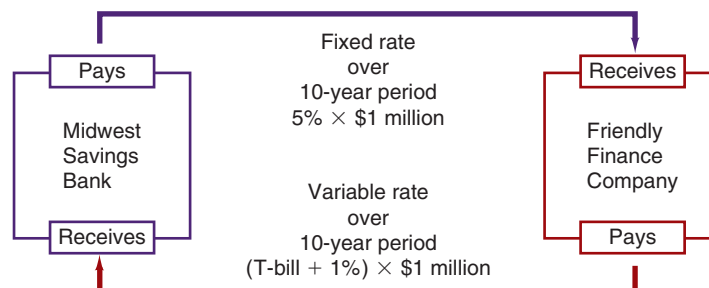 Pays
Midwest
Savings
Bank
Receives
Fixed rate
over
10-year period
5% × $1 million
Variable rate
over
10-year period
(T-bill + 1%) × $1 million
Receives
Friendly
Finance
Company
Pays